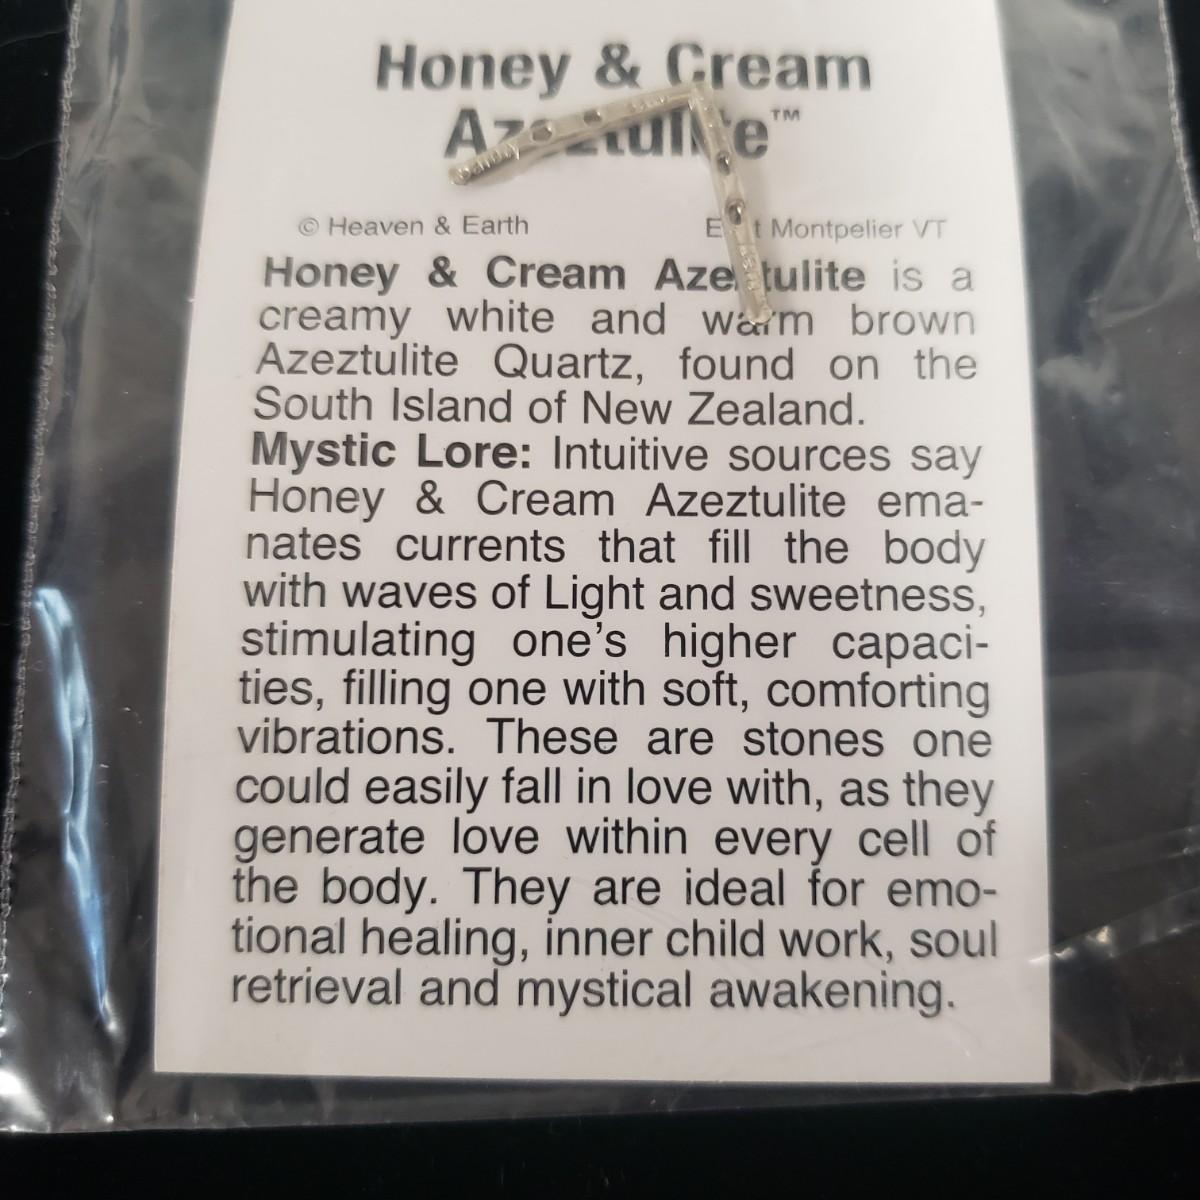 Honey & Cream
Azeztulite™
© Heaven & Earth East Montpelier VT
Honey & Cream Azeztulite is a
creamy white and warm brown
Azeztulite Quartz, found on the
South Island of New Zealand.
Mystic Lore: Intuitive sources say
Honey & Cream Azeztulite ema-
nates currents that fill the body
with waves of Light and sweetness,
stimulating one's higher capaci-
ties, filling one with soft, comforting
vibrations. These are stones one
could easily fall in love with, as they
generate love within every cell of
the body. They are ideal for emo-
tional healing, inner child work, soul
retrieval and mystical awakening.